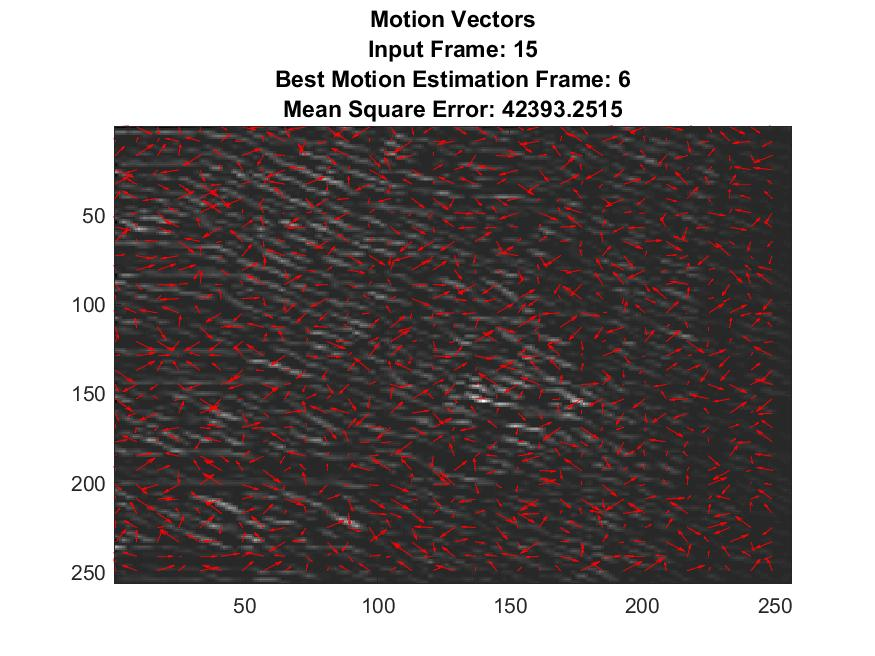 Motion Vectors
Input Frame: 15
Best Motion Estimation Frame: 6
Mean Square Error: 42393.2515
50
100
150
200
250
50
100
150
200
250